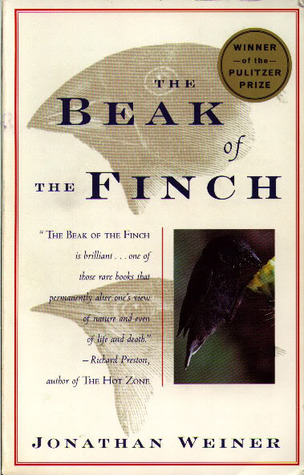 WINNER
—of the—
PULITZER
PRIZE
THE
BEAK
of
THE FINCH
“THE BEAK OF THE FINCH
is brilliant . . . one of
those rare books that
permanently alter one's view
of nature and even
of life and death.”
—Richard Preston,
author of THE HOT ZONE
JONATHAN WEINER